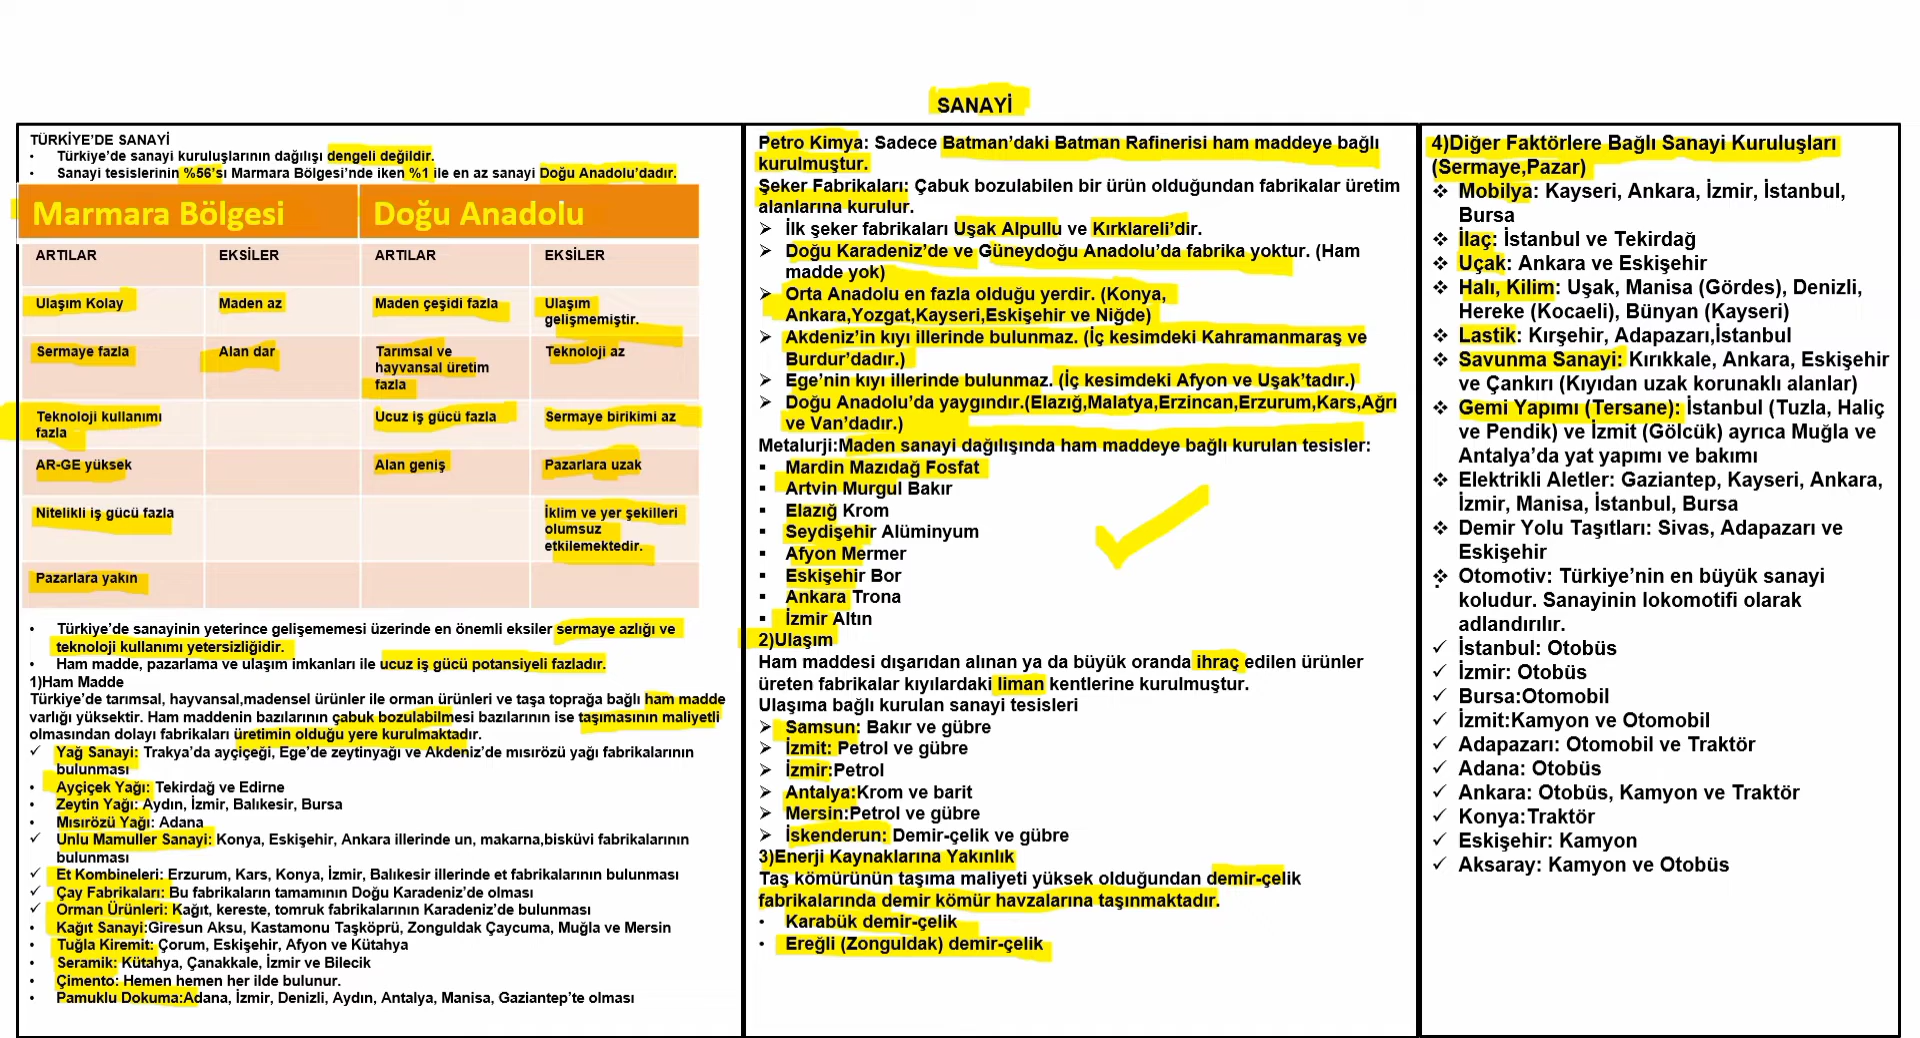 SANAYİ
TÜRKİYE'DE SANAYİ
• Türkiye'de sanayi kuruluşlarının dağılışı dengeli değildir.
• Sanayi tesislerinin %56'sı Marmara Bölgesi'nde iken %1 ile en az sanayi Doğu Anadolu'dadır.
Marmara Bölgesi Doğu Anadolu
ARTILAR EKSİLER ARTILAR EKSİLER
Ulaşım Kolay Maden az Maden çeşidi fazla Ulaşım
gelişmemiştir.
Sermaye fazla Alan dar Tarımsal ve Teknoloji az
hayvansal üretim
fazla
Teknoloji kullanımı Ucuz iş gücü fazla Sermaye birikimi az
fazla
AR-GE yüksek Alan geniş Pazarlara uzak
Nitelikli iş gücü fazla İklim ve yer şekilleri
olumsuz
etkilemektedir.
Pazarlara yakın
• Türkiye'de sanayinin yeterince gelişememesi üzerinde en önemli eksiler sermaye azlığı ve
teknoloji kullanımı yetersizliğidir.
• Ham madde, pazarlama ve ulaşım imkanları ile ucuz iş gücü potansiyeli fazladır.
1)Ham Madde
Türkiye'de tarımsal, hayvansal,madensel ürünler ile orman ürünleri ve taşa toprağa bağlı ham madde
varlığı yüksektir. Ham maddenin bazılarının çabuk bozulabilmesi bazılarının ise taşımasının maliyetli
olmasından dolayı fabrikaları üretimin olduğu yere kurulmaktadır.
✓ Yağ Sanayi: Trakya'da ayçiçeği, Ege'de zeytinyağı ve Akdeniz'de mısırözü yağı fabrikalarının
bulunması
• Ayçiçek Yağı: Tekirdağ ve Edirne
• Zeytin Yağı: Aydın, İzmir, Balıkesir, Bursa
• Mısırözü Yağı: Adana
✓ Unlu Mamuller Sanayi: Konya, Eskişehir, Ankara illerinde un, makarna,bisküvi fabrikalarının
bulunması
✓ Et Kombineleri: Erzurum, Kars, Konya, İzmir, Balıkesir illerinde et fabrikalarının bulunması
✓ Çay Fabrikaları: Bu fabrikaların tamamının Doğu Karadeniz'de olması
✓ Orman Ürünleri: Kağıt, kereste, tomruk fabrikalarının Karadeniz'de bulunması
• Kağıt Sanayi:Giresun Aksu, Kastamonu Taşköprü, Zonguldak Çaycuma, Muğla ve Mersin
• Tuğla Kiremit: Çorum, Eskişehir, Afyon ve Kütahya
• Seramik: Kütahya, Çanakkale, İzmir ve Bilecik
• Çimento: Hemen hemen her ilde bulunur.
• Pamuklu Dokuma:Adana, İzmir, Denizli, Aydın, Antalya, Manisa, Gaziantep'te olması
Petro Kimya: Sadece Batman'daki Batman Rafinerisi ham maddeye bağlı
kurulmuştur.
Şeker Fabrikaları: Çabuk bozulabilen bir ürün olduğundan fabrikalar üretim
alanlarına kurulur.
➢ İlk şeker fabrikaları Uşak Alpullu ve Kırklareli'dir.
➢ Doğu Karadeniz'de ve Güneydoğu Anadolu'da fabrika yoktur. (Ham
madde yok)
➢ Orta Anadolu en fazla olduğu yerdir. (Konya,
Ankara,Yozgat,Kayseri,Eskişehir ve Niğde)
➢ Akdeniz'in kıyı illerinde bulunmaz. (İç kesimdeki Kahramanmaraş ve
Burdur'dadır.)
➢ Ege'nin kıyı illerinde bulunmaz. (İç kesimdeki Afyon ve Uşak'tadır.)
➢ Doğu Anadolu'da yaygındır.(Elazığ,Malatya,Erzincan,Erzurum,Kars,Ağrı
ve Van'dadır.)
Metalurji:Maden sanayi dağılışında ham maddeye bağlı kurulan tesisler:
▪ Mardin Mazıdağ Fosfat
▪ Artvin Murgul Bakır
▪ Elazığ Krom
▪ Seydişehir Alüminyum
▪ Afyon Mermer
▪ Eskişehir Bor
▪ Ankara Trona
▪ İzmir Altın
2)Ulaşım
Ham maddesi dışarıdan alınan ya da büyük oranda ihraç edilen ürünler
üreten fabrikalar kıyılardaki liman kentlerine kurulmuştur.
Ulaşıma bağlı kurulan sanayi tesisleri
➢ Samsun: Bakır ve gübre
➢ İzmit: Petrol ve gübre
➢ İzmir:Petrol
➢ Antalya:Krom ve barit
➢ Mersin:Petrol ve gübre
➢ İskenderun: Demir-çelik ve gübre
3)Enerji Kaynaklarına Yakınlık
Taş kömürünün taşıma maliyeti yüksek olduğundan demir-çelik
fabrikalarında demir kömür havzalarına taşınmaktadır.
• Karabük demir-çelik
• Ereğli (Zonguldak) demir-çelik
4)Diğer Faktörlere Bağlı Sanayi Kuruluşları
(Sermaye,Pazar)
❖ Mobilya: Kayseri, Ankara, İzmir, İstanbul,
Bursa
❖ İlaç: İstanbul ve Tekirdağ
❖ Uçak: Ankara ve Eskişehir
❖ Halı, Kilim: Uşak, Manisa (Gördes), Denizli,
Hereke (Kocaeli), Bünyan (Kayseri)
❖ Lastik: Kırşehir, Adapazarı,İstanbul
❖ Savunma Sanayi: Kırıkkale, Ankara, Eskişehir
ve Çankırı (Kıyıdan uzak korunaklı alanlar)
❖ Gemi Yapımı (Tersane): İstanbul (Tuzla, Haliç
ve Pendik) ve İzmit (Gölcük) ayrıca Muğla ve
Antalya'da yat yapımı ve bakımı
❖ Elektrikli Aletler: Gaziantep, Kayseri, Ankara,
İzmir, Manisa, İstanbul, Bursa
❖ Demir Yolu Taşıtları: Sivas, Adapazarı ve
Eskişehir
❖ Otomotiv: Türkiye'nin en büyük sanayi
koludur. Sanayinin lokomotifi olarak
adlandırılır.
✓ İstanbul: Otobüs
✓ İzmir: Otobüs
✓ Bursa:Otomobil
✓ İzmit:Kamyon ve Otomobil
✓ Adapazarı: Otomobil ve Traktör
✓ Adana: Otobüs
✓ Ankara: Otobüs, Kamyon ve Traktör
✓ Konya:Traktör
✓ Eskişehir: Kamyon
✓ Aksaray: Kamyon ve Otobüs